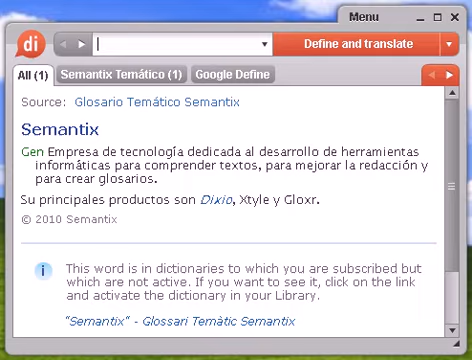 Menu
di
Define and translate
All (1) Semantix Temático (1) Google Define
Source: Glosario Temático Semantix
Semantix
Gen Empresa de tecnología dedicada al desarrollo de herramientas
informáticas para comprender textos, para mejorar la redacción y
para crear glosarios.
Su principales productos son Dixio, Xtyle y Gloxr.
© 2010 Semantix
i
This word is in dictionaries to which you are subscribed but
which are not active. If you want to see it, click on the link
and activate the dictionary in your Library.
"Semantix" - Glossari Temàtic Semantix